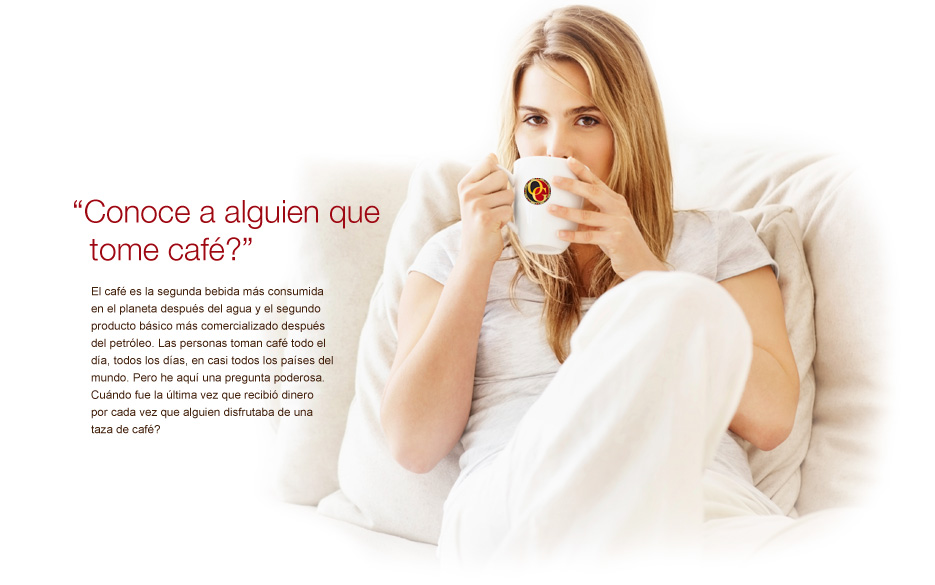 “Conoce a alguien que
tome café?”
El café es la segunda bebida más consumida
en el planeta después del agua y el segundo
producto básico más comercializado después
del petróleo. Las personas toman café todo el
día, todos los días, en casi todos los países del
mundo. Pero he aquí una pregunta poderosa.
Cuándo fue la última vez que recibió dinero
por cada vez que alguien disfrutaba de una
taza de café?